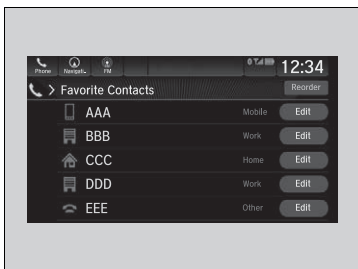 Phone Navigati.. FM 12:34
Favorite Contacts Reorder
AAA Mobile Edit
BBB Work Edit
CCC Home Edit
DDD Work Edit
EEE Other Edit